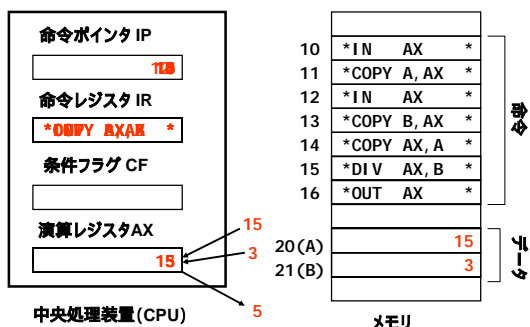 命令ポインタ IP
命令レジスタ IR
条件フラグ CF
演算レジスタAX
15
3
5
中央処理装置(CPU)
10 *IN AX *
11 *COPY A,AX *
12 *IN AX *
13 *COPY B,AX *
14 *COPY AX,A *
15 *DIV AX,B *
16 *OUT AX *
20(A) 15
21(B) 3
メモリ
命令
データ